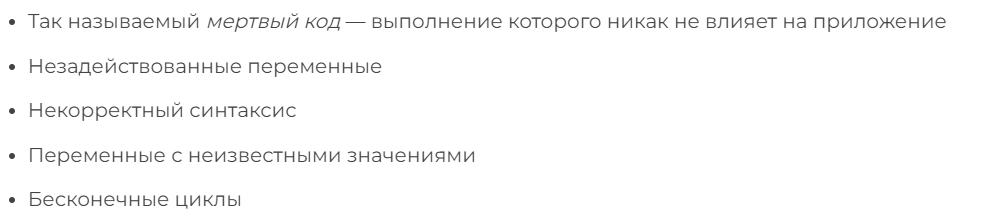 • Так называемый мертвый код — выполнение которого никак не влияет на приложение
• Незадействованные переменные
• Некорректный синтаксис
• Переменные с неизвестными значениями
• Бесконечные циклы